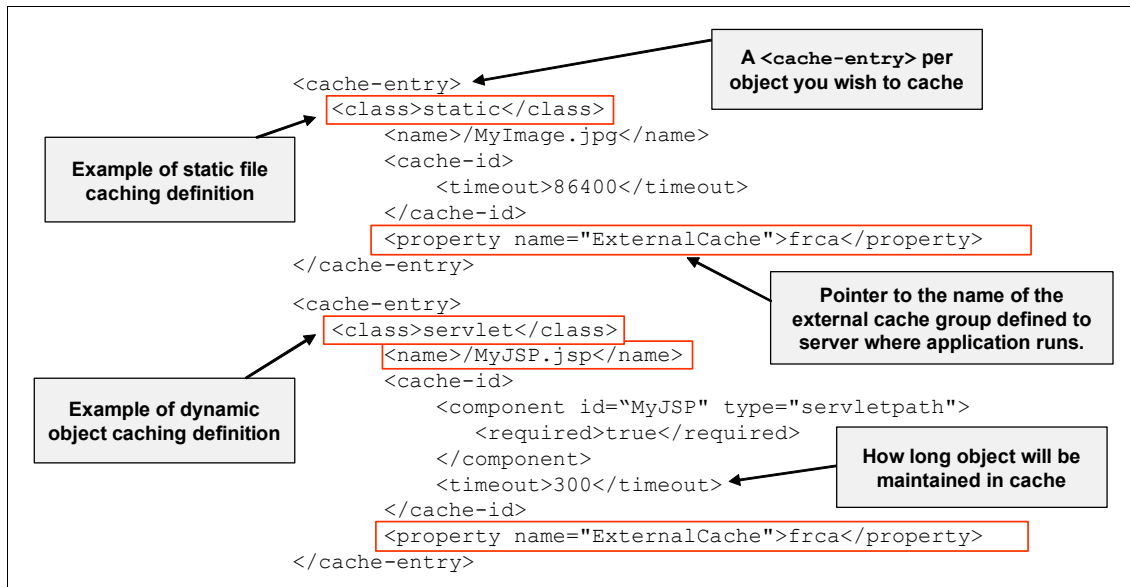 A <cache-entry> per
object you wish to cache
<cache-entry>
<class>static</class>
<name>/MyImage.jpg</name>
<cache-id>
<timeout>86400</timeout>
</cache-id>
<property name="ExternalCache">frca</property>
</cache-entry>
Example of static file
caching definition
Pointer to the name of the
external cache group defined to
server where application runs.
<cache-entry>
<class>servlet</class>
<name>/MyJSP.jsp</name>
<cache-id>
<component id=“MyJSP" type="servletpath">
<required>true</required>
</component>
<timeout>300</timeout>
</cache-id>
<property name="ExternalCache">frca</property>
</cache-entry>
Example of dynamic
object caching definition
How long object will be
maintained in cache